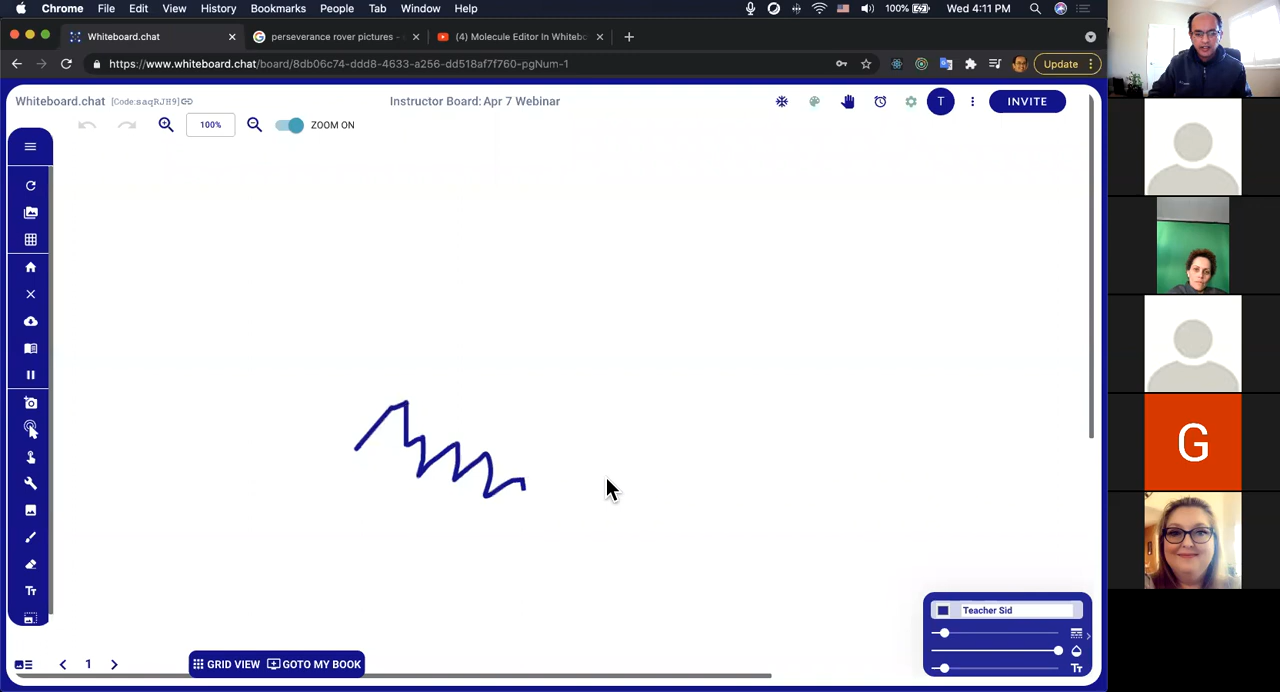 Chrome File Edit View History Bookmarks People Tab Window Help 100% Wed 4:11 PM
Whiteboard.chat perseverance rover pictures - (4) Molecule Editor In Whitebo
https://www.whiteboard.chat/board/8db06c74-ddd8-4633-a256-dd518af7f760-pgNum-1 Update
Whiteboard.chat [Code:saqRJH9] Instructor Board: Apr 7 Webinar T INVITE
100% ZOOM ON
Tт
G
Teacher Sid
Tт
1 GRID VIEW GOTO MY BOOK